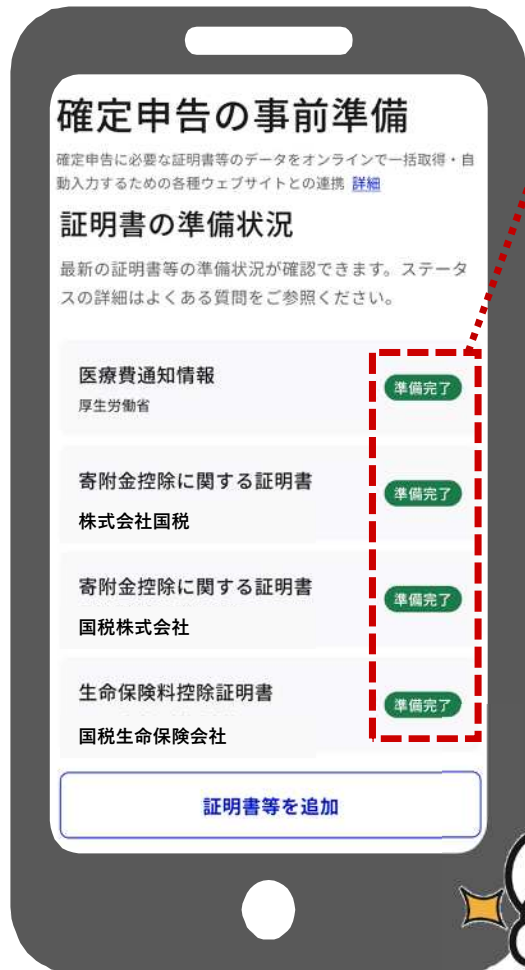 確定申告の事前準備
確定申告に必要な証明書等のデータをオンラインで一括取得・自
動入力するための各種ウェブサイトとの連携 詳細
証明書の準備状況
最新の証明書等の準備状況が確認できます。ステータ
スの詳細はよくある質問をご参照ください。
医療費通知情報
準備完了
厚生労働省
寄附金控除に関する証明書
準備完了
株式会社国税
寄附金控除に関する証明書
準備完了
国税株式会社
生命保険料控除証明書
準備完了
国税生命保険会社
証明書等を追加